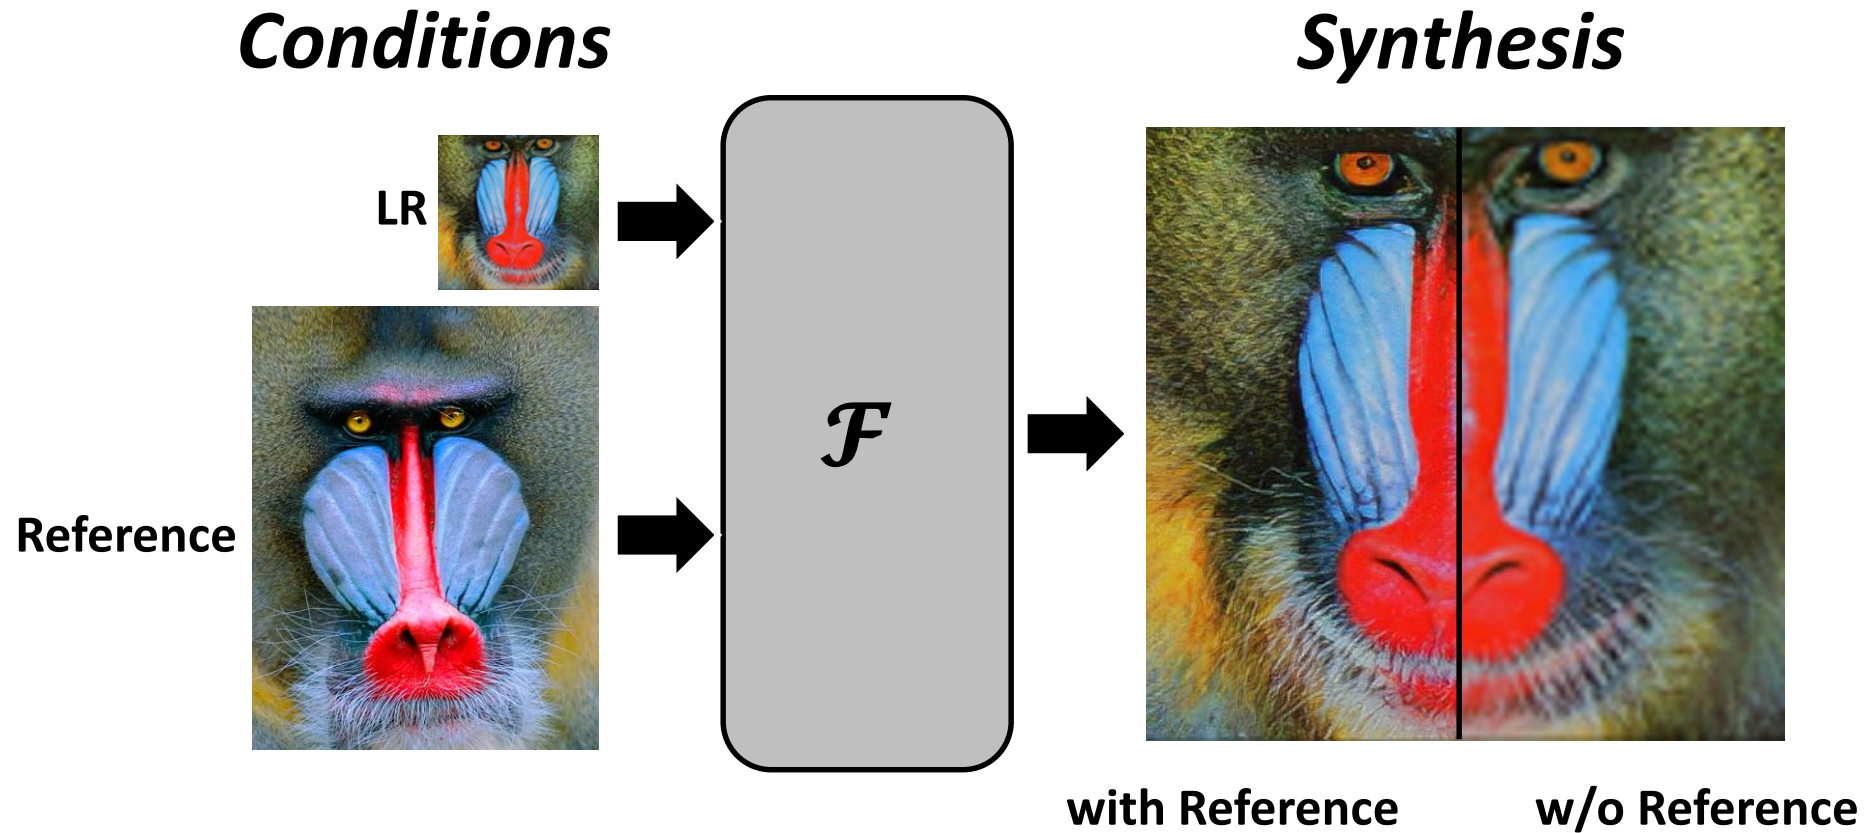 Conditions
Synthesis
LR
Reference
ℱ
with Reference
w/o Reference